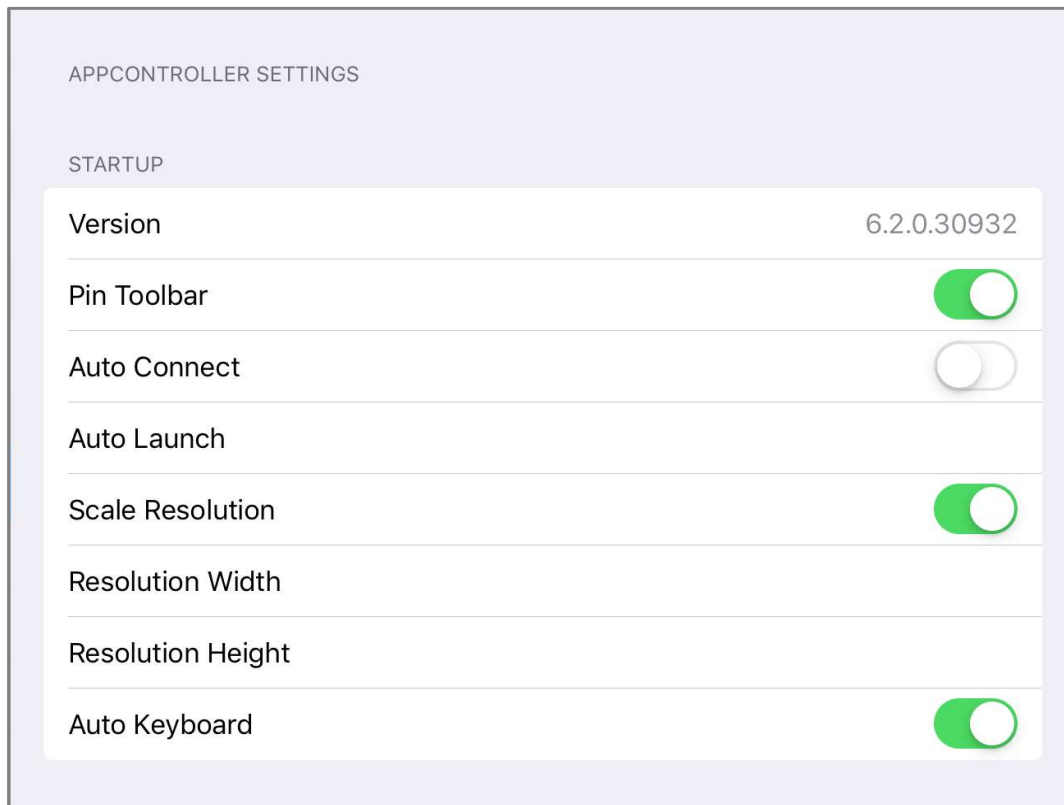 APPCONTROLLER SETTINGS
STARTUP
Version 6.2.0.30932
Pin Toolbar
Auto Connect
Auto Launch
Scale Resolution
Resolution Width
Resolution Height
Auto Keyboard